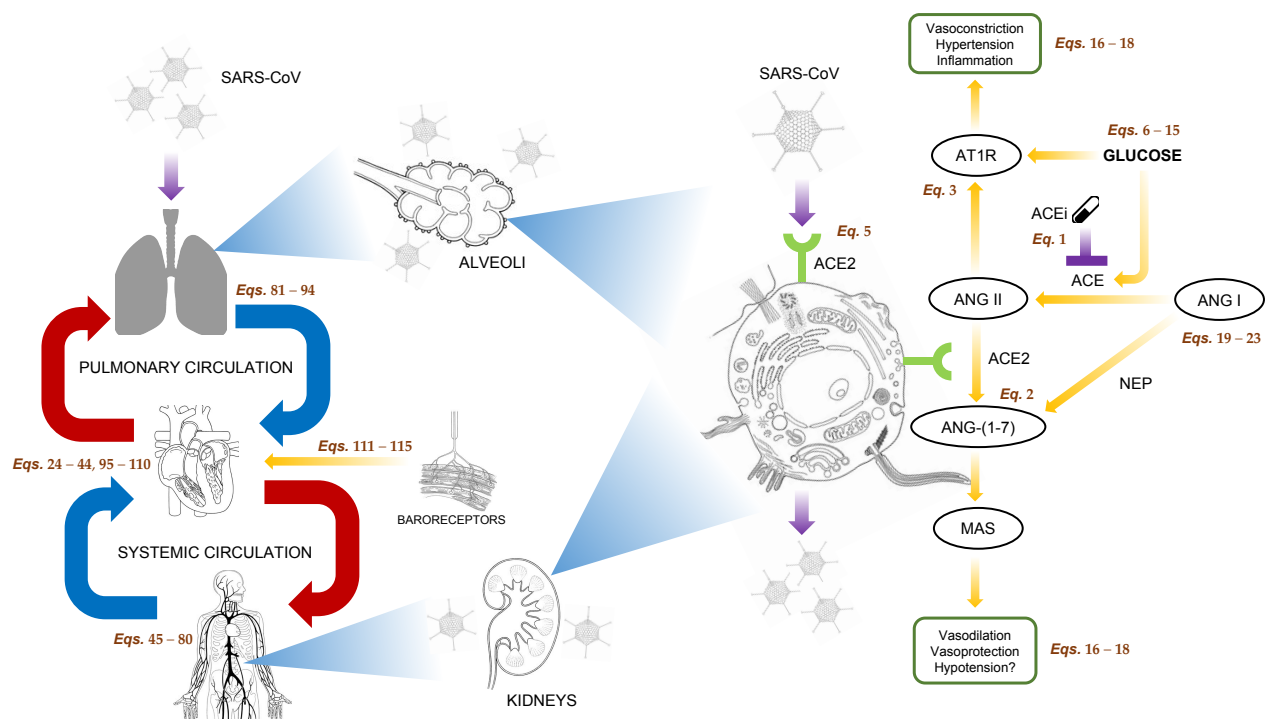 SARS-CoV
ALVEOLI
Eqs. 81 – 94
PULMONARY CIRCULATION
Eqs. 24 – 44, 95 – 110
Eqs. 111 – 115
BARORECEPTORS
SYSTEMIC CIRCULATION
Eqs. 45 – 80
KIDNEYS
SARS-CoV
Eq. 5
ACE2
ACE2
Vasoconstriction
Hypertension
Inflammation
Eqs. 16 – 18
AT1R
Eqs. 6 – 15
GLUCOSE
Eq. 3
ACEi
Eq. 1
ACE
ANG II
ANG I
Eqs. 19 – 23
NEP
Eq. 2
ANG-(1-7)
MAS
Vasodilation
Vasoprotection
Hypotension?
Eqs. 16 – 18